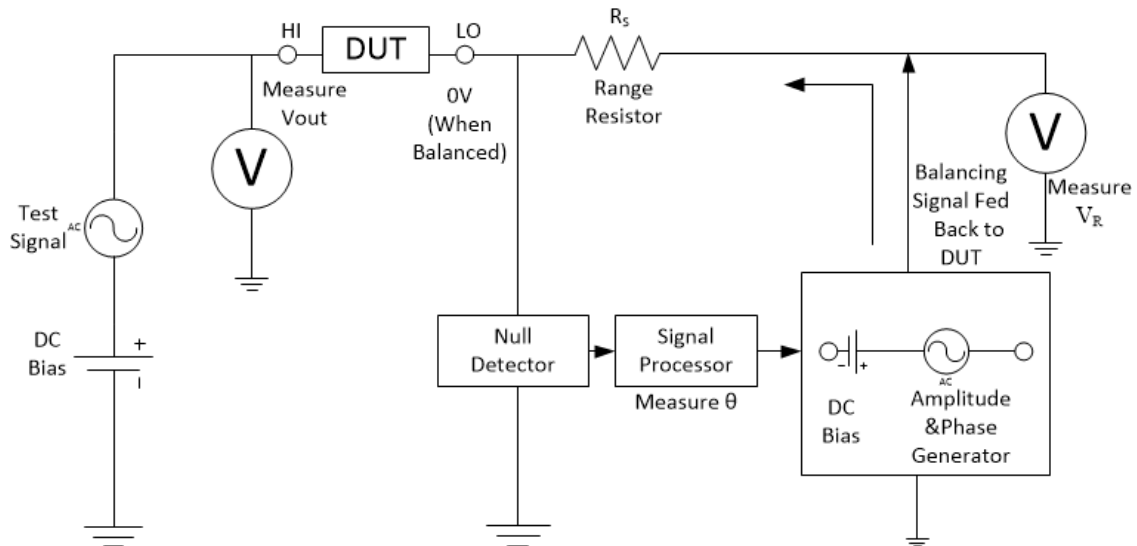 HI
DUT
LO
Rs
Measure
Vout
0V
(When
Balanced)
Range
Resistor
V
V
Test
Signal
AC
Balancing
Signal Fed
Back to
DUT
Measure
VR
DC
Bias
+
–
Null
Detector
Signal
Processor
Measure θ
–
+
AC
DC
Bias
Amplitude
&Phase
Generator